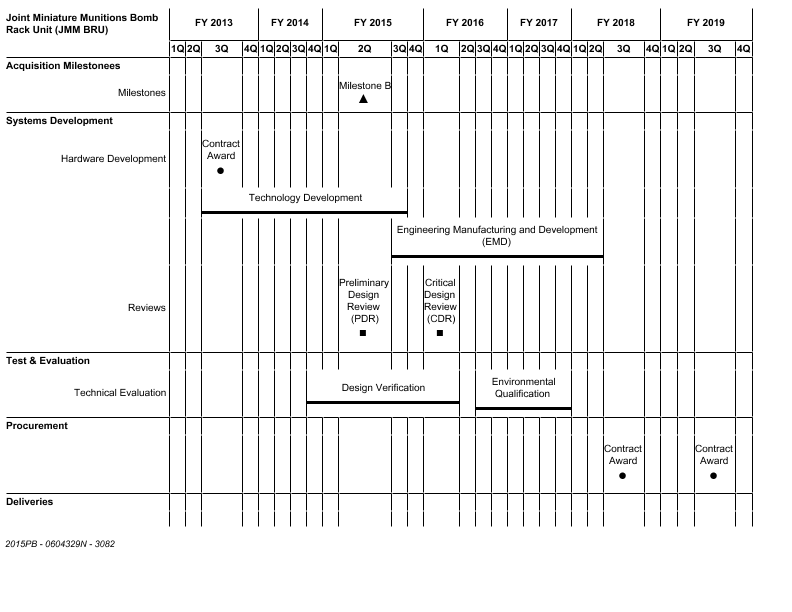 Joint Miniature Munitions Bomb
Rack Unit (JMM BRU)
FY 2013 FY 2014 FY 2015 FY 2016 FY 2017 FY 2018 FY 2019
1Q 2Q 3Q 4Q 1Q 2Q 3Q 4Q 1Q 2Q 3Q 4Q 1Q 2Q 3Q 4Q 1Q 2Q 3Q 4Q 1Q 2Q 3Q 4Q 1Q 2Q 3Q 4Q
Acquisition Milestonees
Milestones
Milestone B
Systems Development
Hardware Development
Contract
Award
Technology Development
Engineering Manufacturing and Development
(EMD)
Reviews
Preliminary
Design
Review
(PDR)
Critical
Design
Review
(CDR)
Test & Evaluation
Technical Evaluation
Design Verification
Environmental
Qualification
Procurement
Contract
Award
Contract
Award
Deliveries
2015PB - 0604329N - 3082